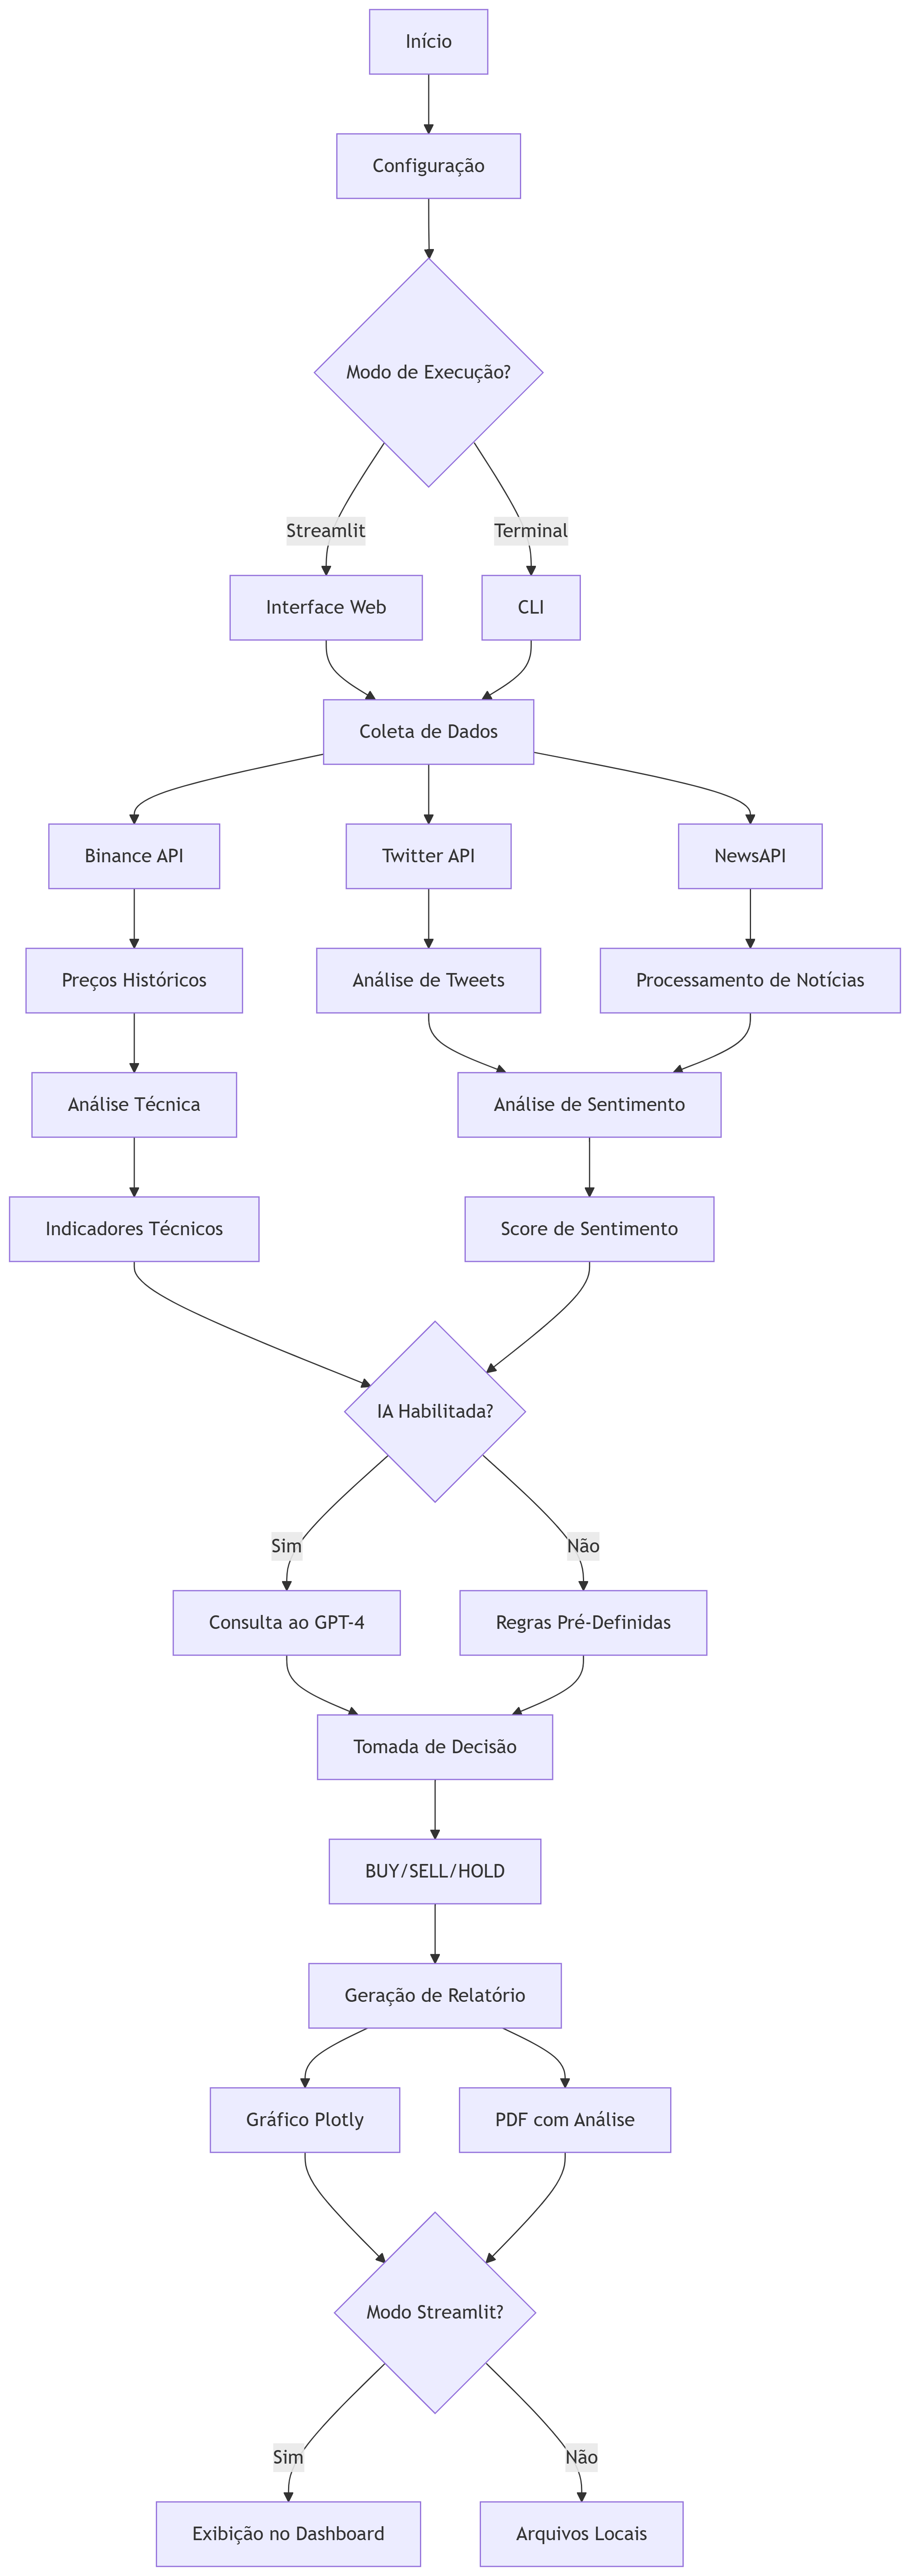 Início
Configuração
Modo de Execução?
Streamlit
Terminal
Interface Web
CLI
Coleta de Dados
Binance API
Twitter API
NewsAPI
Preços Históricos
Análise de Tweets
Processamento de Notícias
Análise Técnica
Análise de Sentimento
Indicadores Técnicos
Score de Sentimento
IA Habilitada?
Sim
Não
Consulta ao GPT-4
Regras Pré-Definidas
Tomada de Decisão
BUY/SELL/HOLD
Geração de Relatório
Gráfico Plotly
PDF com Análise
Modo Streamlit?
Sim
Não
Exibição no Dashboard
Arquivos Locais